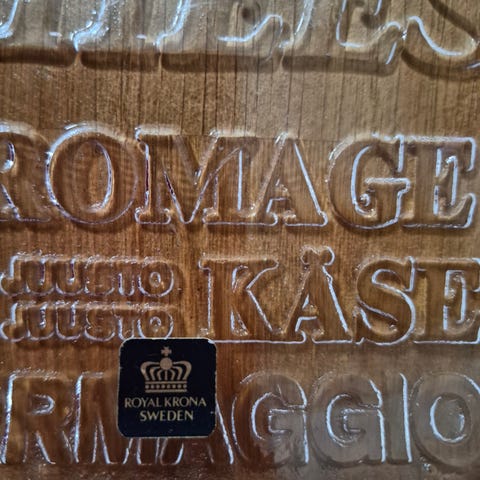 ROMAGE
JUUSTO KÄSE
JUUSTO
ROYAL KRONA
SWEDEN
RMAGGIO